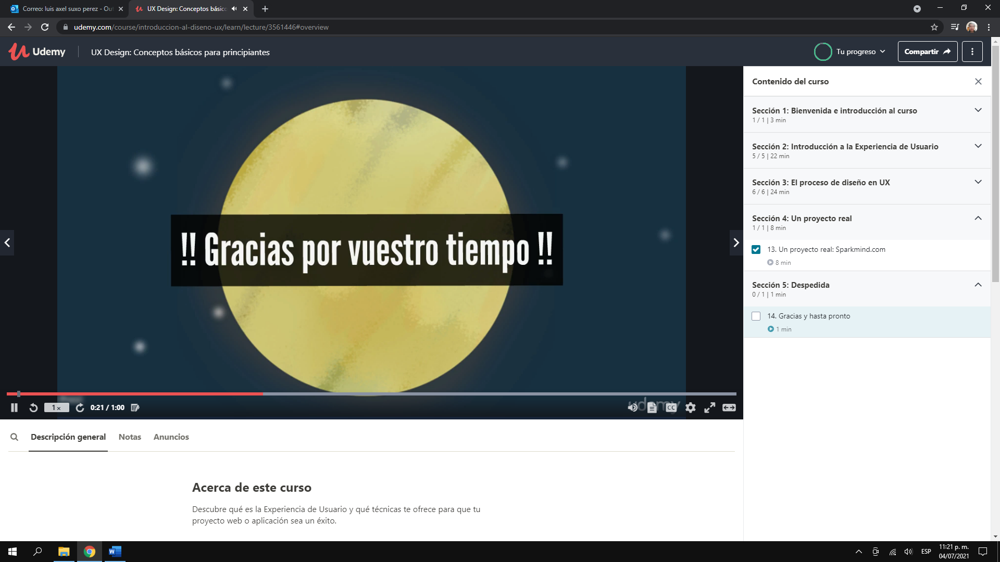 Correo: luis axel suxo perez - Out
UX Design: Conceptos básico
udemy.com/course/introduccion-al-diseno-ux/learn/lecture/3561446#overview
Udemy
UX Design: Conceptos básicos para principiantes
Tu progreso
Compartir
!! Gracias por vuestro tiempo !!
udemy
1 x
0:21 / 1:00
CC
Contenido del curso
Sección 1: Bienvenida e introducción al curso
1 / 1 | 3 min
Sección 2: Introducción a la Experiencia de Usuario
5 / 5 | 22 min
Sección 3: El proceso de diseño en UX
6 / 6 | 24 min
Sección 4: Un proyecto real
1 / 1 | 8 min
13. Un proyecto real: Sparkmind.com
8 min
Sección 5: Despedida
0 / 1 | 1 min
14. Gracias y hasta pronto
1 min
Descripción general
Notas
Anuncios
Acerca de este curso
Descubre qué es la Experiencia de Usuario y qué técnicas te ofrece para que tu
proyecto web o aplicación sea un éxito.
ESP
11:21 p. m.
04/07/2021